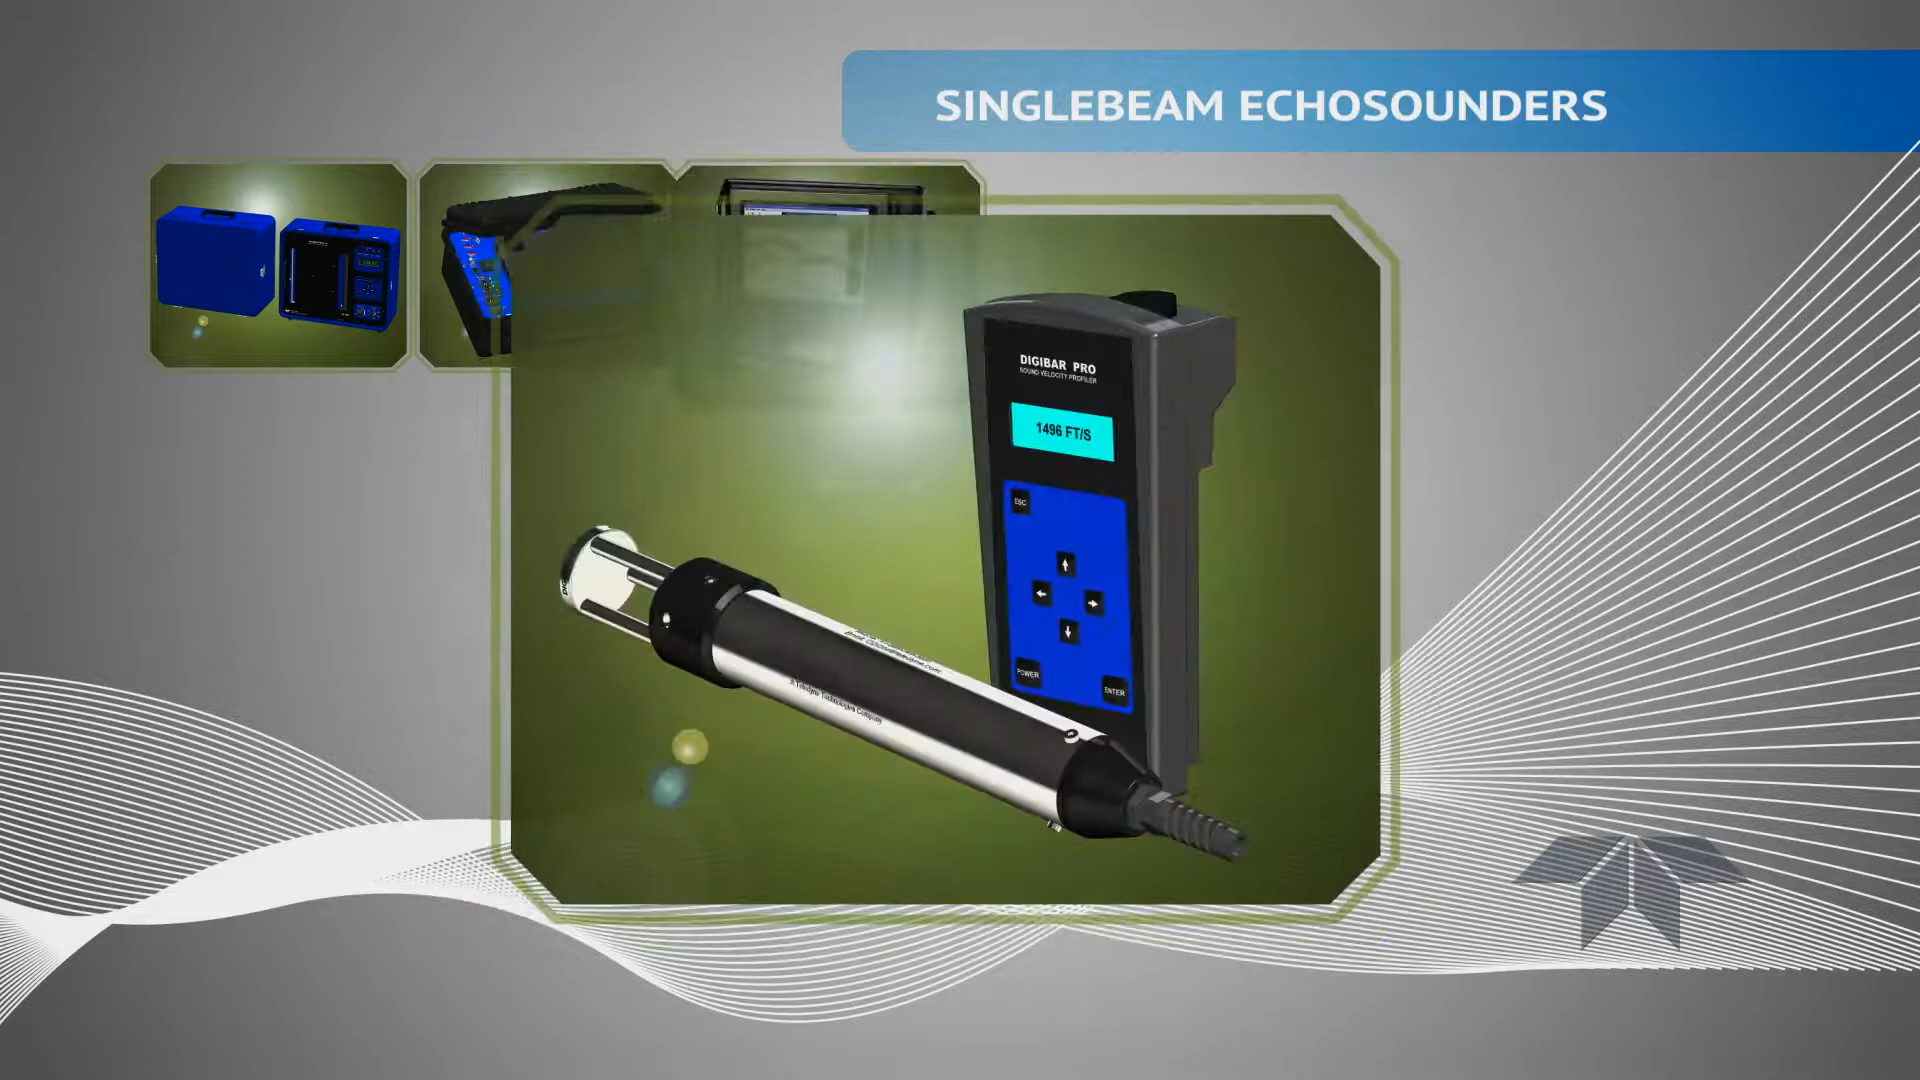 SINGLEBEAM ECHOSOUNDERS
DIGIBAR PRO
SOUND VELOCITY PROFILER
1496 FT/S
ESC
POWER
ENTER
A Teledyne Technologies Company